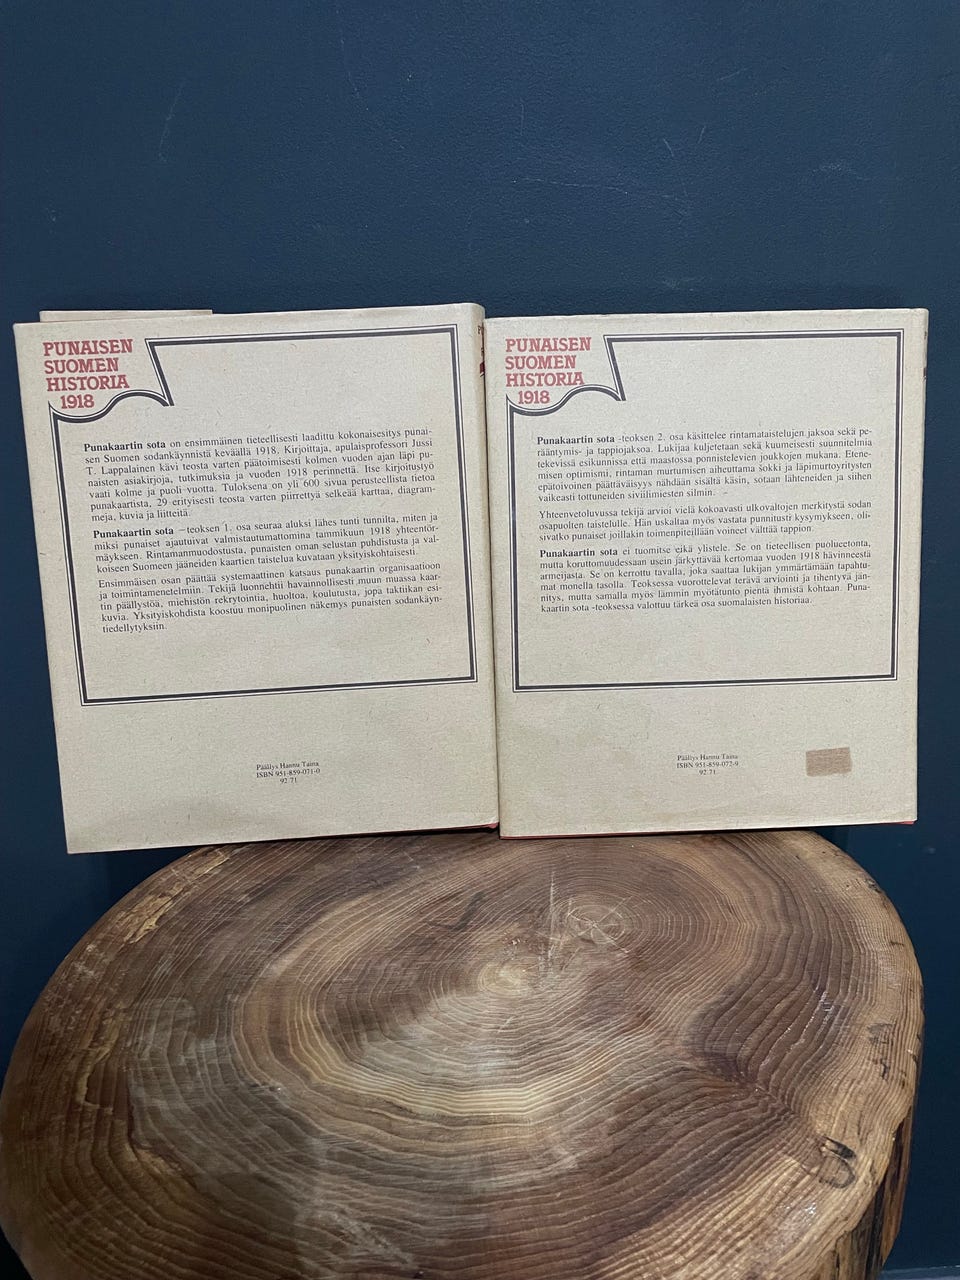 PUNAISEN
SUOMEN
HISTORIA
1918
Punakaartin sota on ensimmäinen tieteellisesti laadittu kokonaisesitys punai-
sen Suomen sodankäynnistä keväällä 1918. Kirjoittaja, apulaisprofessori Jussi
T. Lappalainen kävi teosta varten päätoimisesti kolmen vuoden ajan läpi pu-
naisten asiakirjoja, tutkimuksia ja vuoden 1918 perinnettä. Itse kirjoitustyö
vaati kolme ja puoli vuotta. Tuloksena on yli 600 sivua perusteellista tietoa
punakaartista, 29 erityisesti teosta varten piirrettyä selkeää karttaa, diagram-
meja, kuvia ja liitteitä.
Punakaartin sota —teoksen 1. osa seuraa aluksi lähes tunti tunnilta, miten ja
miksi punaiset ajautuivat valmistautumattomina tammikuun 1918 yhteentör-
mäykseen. Rintamanmuodostusta, punaisten oman selustan puhdistusta ja val-
koiseen Suomeen jääneiden kaartien taistelua kuvataan yksityiskohtaisesti.
Ensimmäisen osan päättää systemaattinen katsaus punakaartin organisaatioon
ja toimintamenetelmiin. Tekijä luonnehtii havainnollisesti muun muassa kaar-
tin päällystöä, miehistön rekrytointia, huoltoa, koulutusta, jopa taktiikan esi-
kuvia. Yksityiskohdista koostuu monipuolinen näkemys punaisten sodankäyn-
tiedellytyksiin.
Päällys Hannu Taina
ISBN 951-859-071-0
92.71
PUNAISEN
SUOMEN
HISTORIA
1918
Punakaartin sota -teoksen 2. osa käsittelee rintamataistelujen jaksoa sekä pe-
rääntymis- ja tappiojaksoa. Lukijaa kuljetetaan sekä kuumeisesti suunnitelmia
tekevissä esikunnissa että maastossa ponnistelevien joukkojen mukana. Etene-
misen optimismi, rintaman murtumisen aiheuttama šokki ja läpimurtoyritysten
epätoivoinen päättäväisyys nähdään sisältä käsin, sotaan lähteneiden ja siihen
vaikeasti tottuneiden siviilimiesten silmin.
Yhteenvetoluvussa tekijä arvioi vielä kokoavasti ulkovaltojen merkitystä sodan
osapuolten taistelulle. Hän uskaltaa myös vastata punnitusti kysymykseen, oli-
sivatko punaiset joillakin toimenpiteillään voineet välttää tappion.
Punakaartin sota ei tuomitse eikä ylistele. Se on tieteellisen puolueetonta,
mutta koruttomuudessaan usein järkyttävää kertomaa vuoden 1918 hävinneestä
armeijasta. Se on kerrottu tavalla, joka saattaa lukijan ymmärtämään tapahtu-
mat monella tasolla. Teoksessa vuorottelevat terävä arviointi ja tihentyvä jän-
nitys, mutta samalla myös lämmin myötätunto pientä ihmistä kohtaan. Puna-
kaartin sota -teoksessa valottuu tärkeä osa suomalaisten historiaa.
Päällys Hannu Taina
ISBN 951-859-072-9
92.71